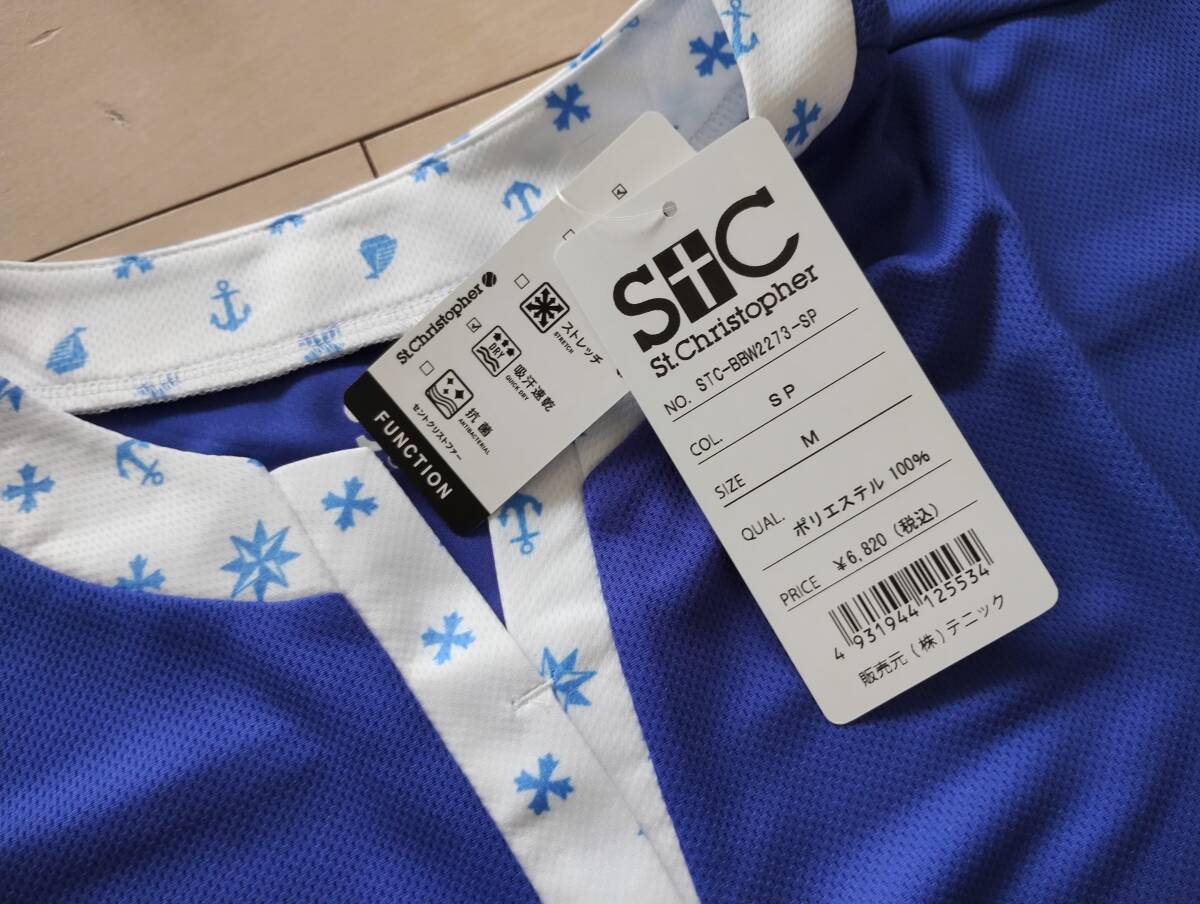 STC
St.Christopher
NO. STC-BBW2273-SP
COL. SP
SIZE M
QUAL. ポリエステル 100%
PRICE ¥6,820 (税込)
4 931944 125534
販売元 (株)テニック
St.Christopher
ストレッチ
STRETCH
DRY
吸汗速乾
QUICK DRY
抗菌
ANTIBACTERIAL
セントクリストファー
FUNCTION